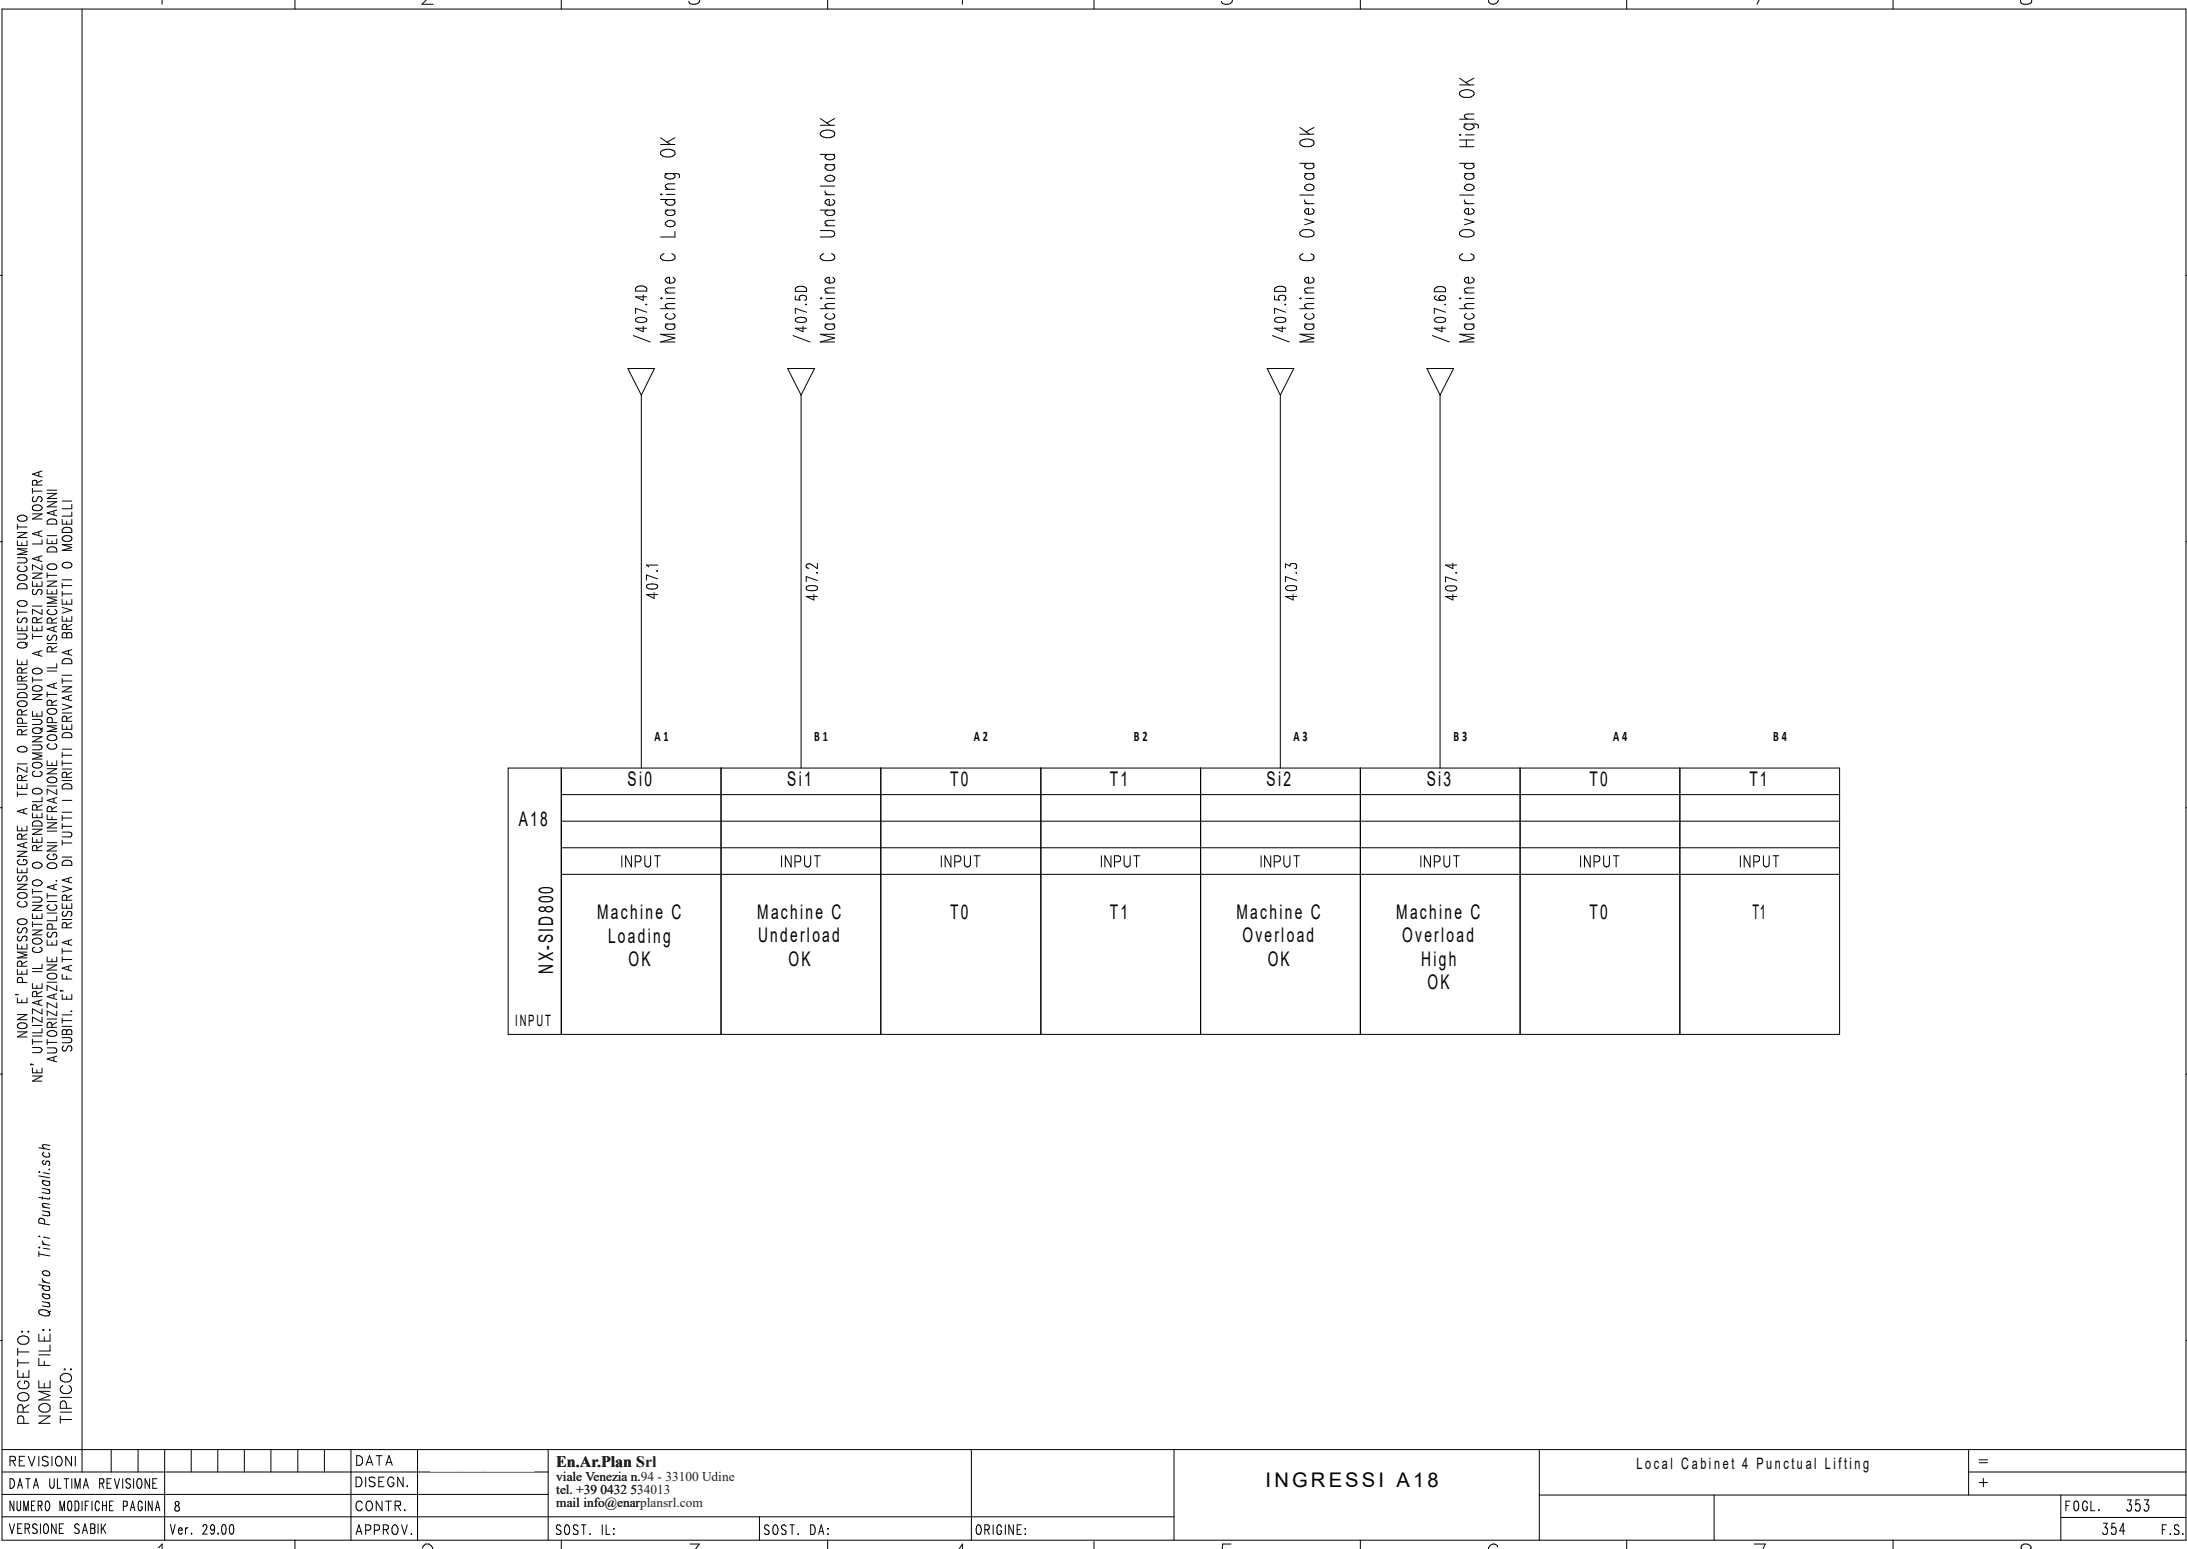 /407.4D
Machine C Loading OK
/407.5D
Machine C Underload OK
/407.5D
Machine C Overload OK
/407.6D
Machine C Overload High OK
407.1
407.2
407.3
407.4
A1
B1
A2
B2
A3
B3
A4
B4
Si0
Si1
T0
T1
Si2
Si3
T0
T1
A18
INPUT
INPUT
INPUT
INPUT
INPUT
INPUT
INPUT
INPUT
NX-SID800
INPUT
Machine C
Loading
OK
Machine C
Underload
OK
T0
T1
Machine C
Overload
OK
Machine C
Overload
High
OK
T0
T1
NON E' PERMESSO CONSEGNARE A TERZI O RIPRODURRE QUESTO DOCUMENTO
NE' UTILIZZARE IL CONTENUTO O RENDERLO COMUNQUE NOTO A TERZI SENZA LA NOSTRA
AUTORIZZAZIONE ESPLICITA. OGNI INFRAZIONE COMPORTA IL RISARCIMENTO DEI DANNI
SUBITI. E' FATTA RISERVA DI TUTTI I DIRITTI DERIVANTI DA BREVETTI O MODELLI
PROGETTO:
NOME FILE: Quadro Tiri Puntuali.sch
TIPICO:
REVISIONI
DATA ULTIMA REVISIONE
NUMERO MODIFICHE PAGINA 8
VERSIONE SABIK Ver. 29.00
DATA
DISEGN.
CONTR.
APPROV.
En.Ar.Plan Srl
viale Venezia n.94 - 33100 Udine
tel. +39 0432 534013
mail info@enarplansrl.com
SOST. IL:
SOST. DA:
ORIGINE:
INGRESSI A18
Local Cabinet 4 Punctual Lifting
=
+
FOGL. 353
354 F.S.